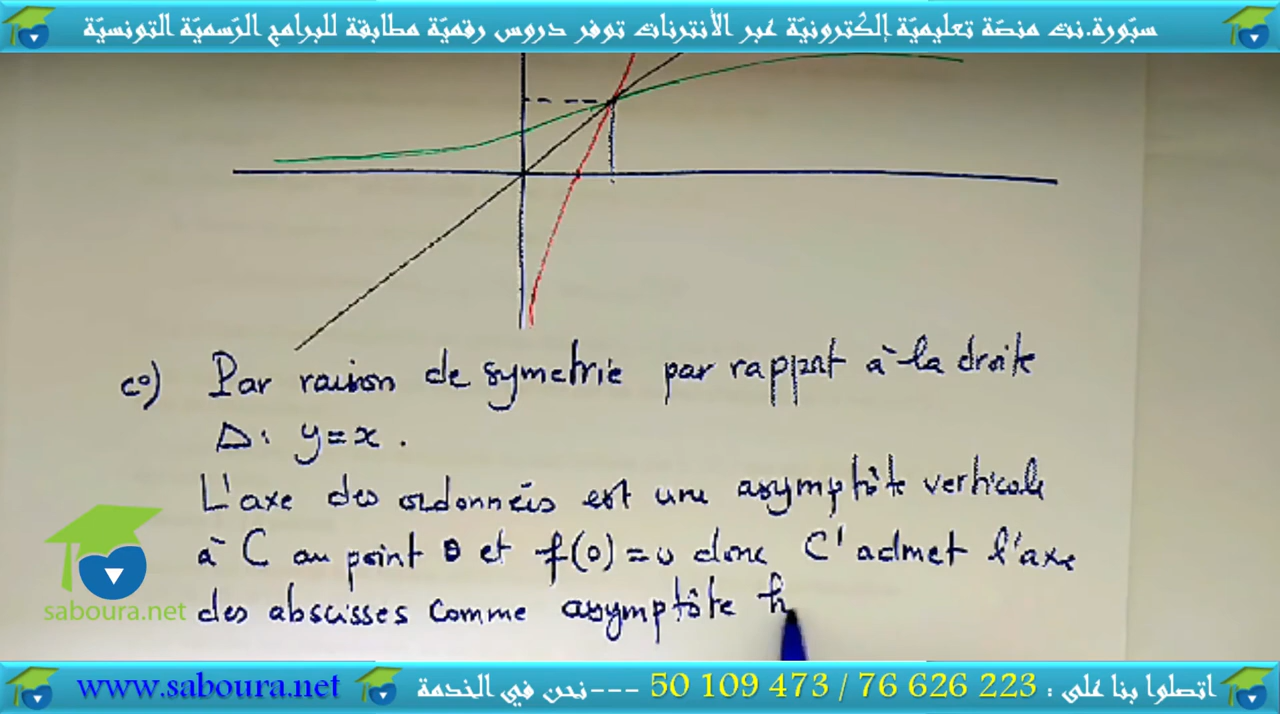 سبّورة.نت منصّة تعليميّة إلكترونيّة عبر الأنترنات توفر دروس رقميّة مطابقة للبرامج الرّسميّة التونسيّة
c°) Par raison de symetrie par rapport à la droite
Δ: y=x .
L'axe des ordonnées est une asymptôte verticale
à C au point 0 et f(0)=0 donc C' admet l'axe
des abscisses comme asymptôte h
saboura.net
www.saboura.net
اتصلوا بنا على : 223 626 76 / 473 109 50 ---نحن في الخدمة